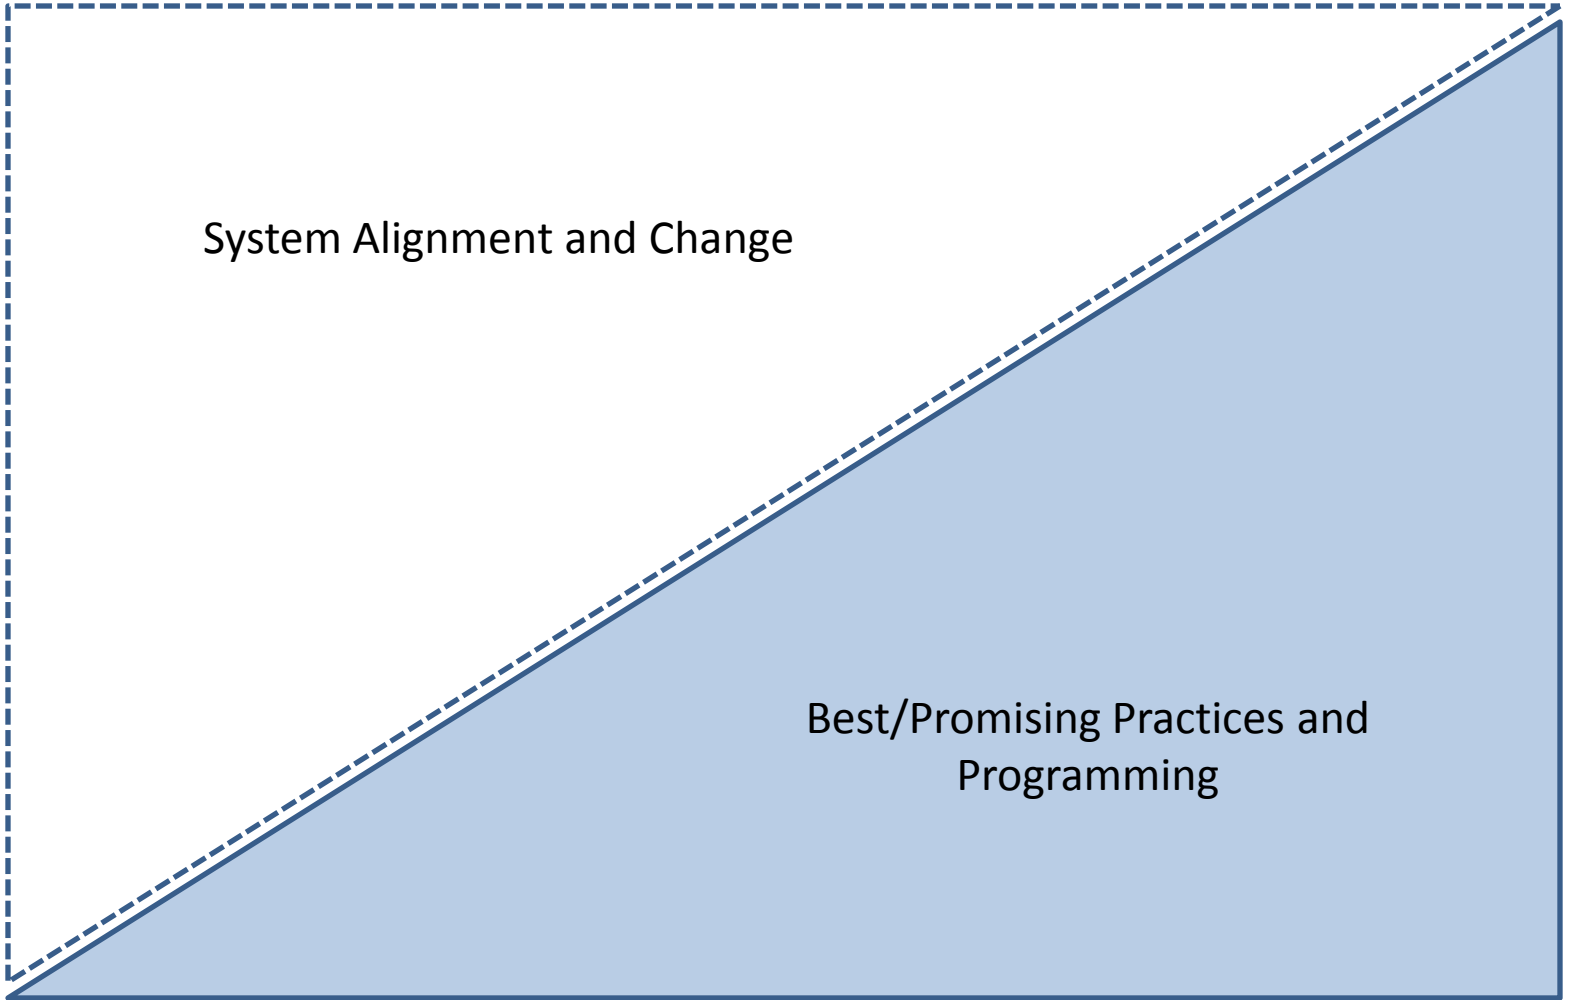 System Alignment and Change
Best/Promising Practices and
Programming